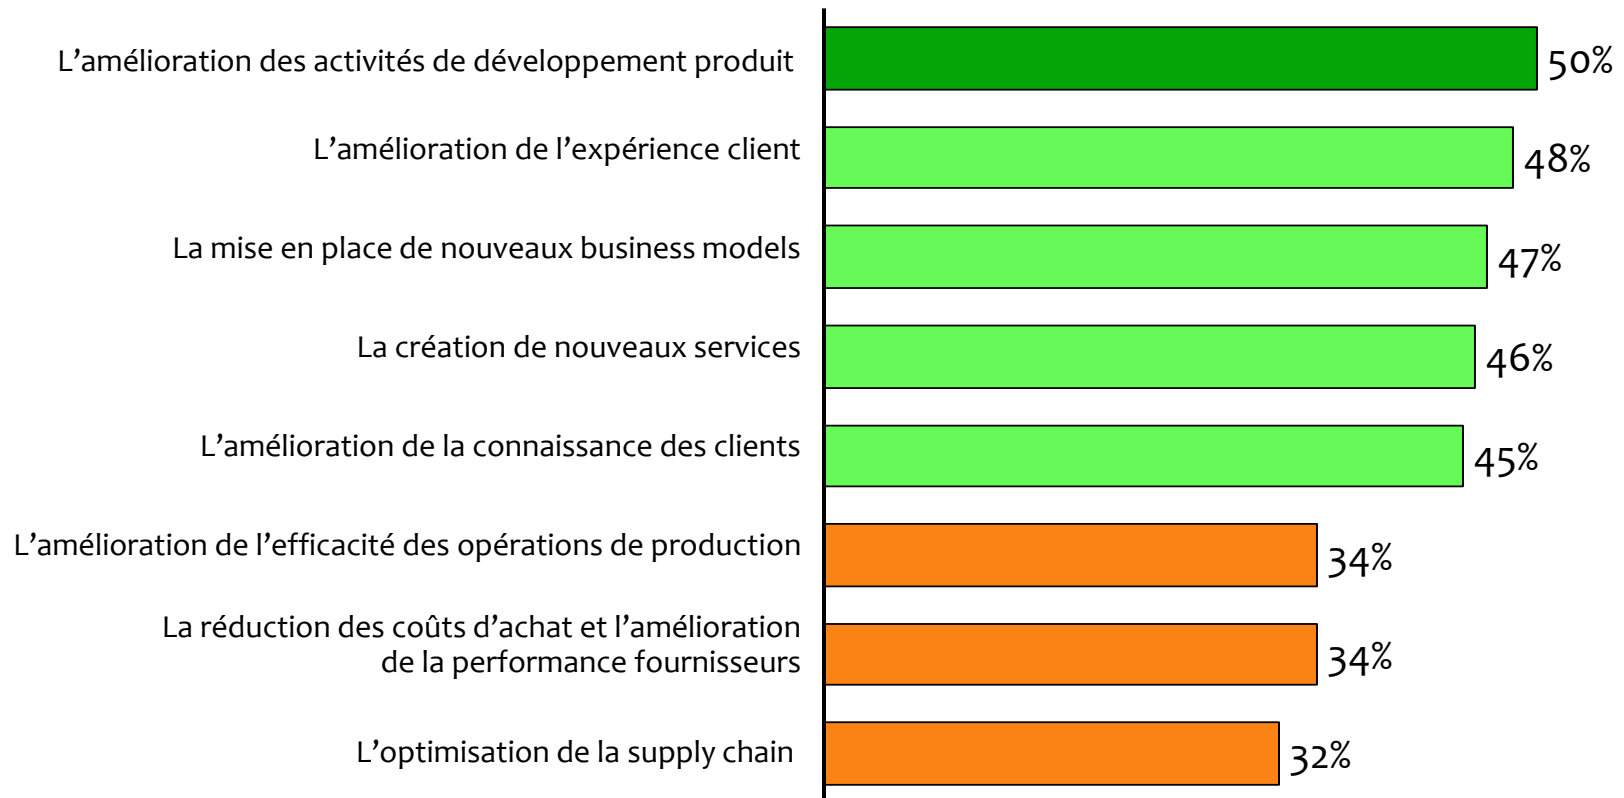 L’amélioration des activités de développement produit 50%
L’amélioration de l’expérience client 48%
La mise en place de nouveaux business models 47%
La création de nouveaux services 46%
L’amélioration de la connaissance des clients 45%
L’amélioration de l’efficacité des opérations de production 34%
La réduction des coûts d’achat et l’amélioration
de la performance fournisseurs 34%
L’optimisation de la supply chain 32%